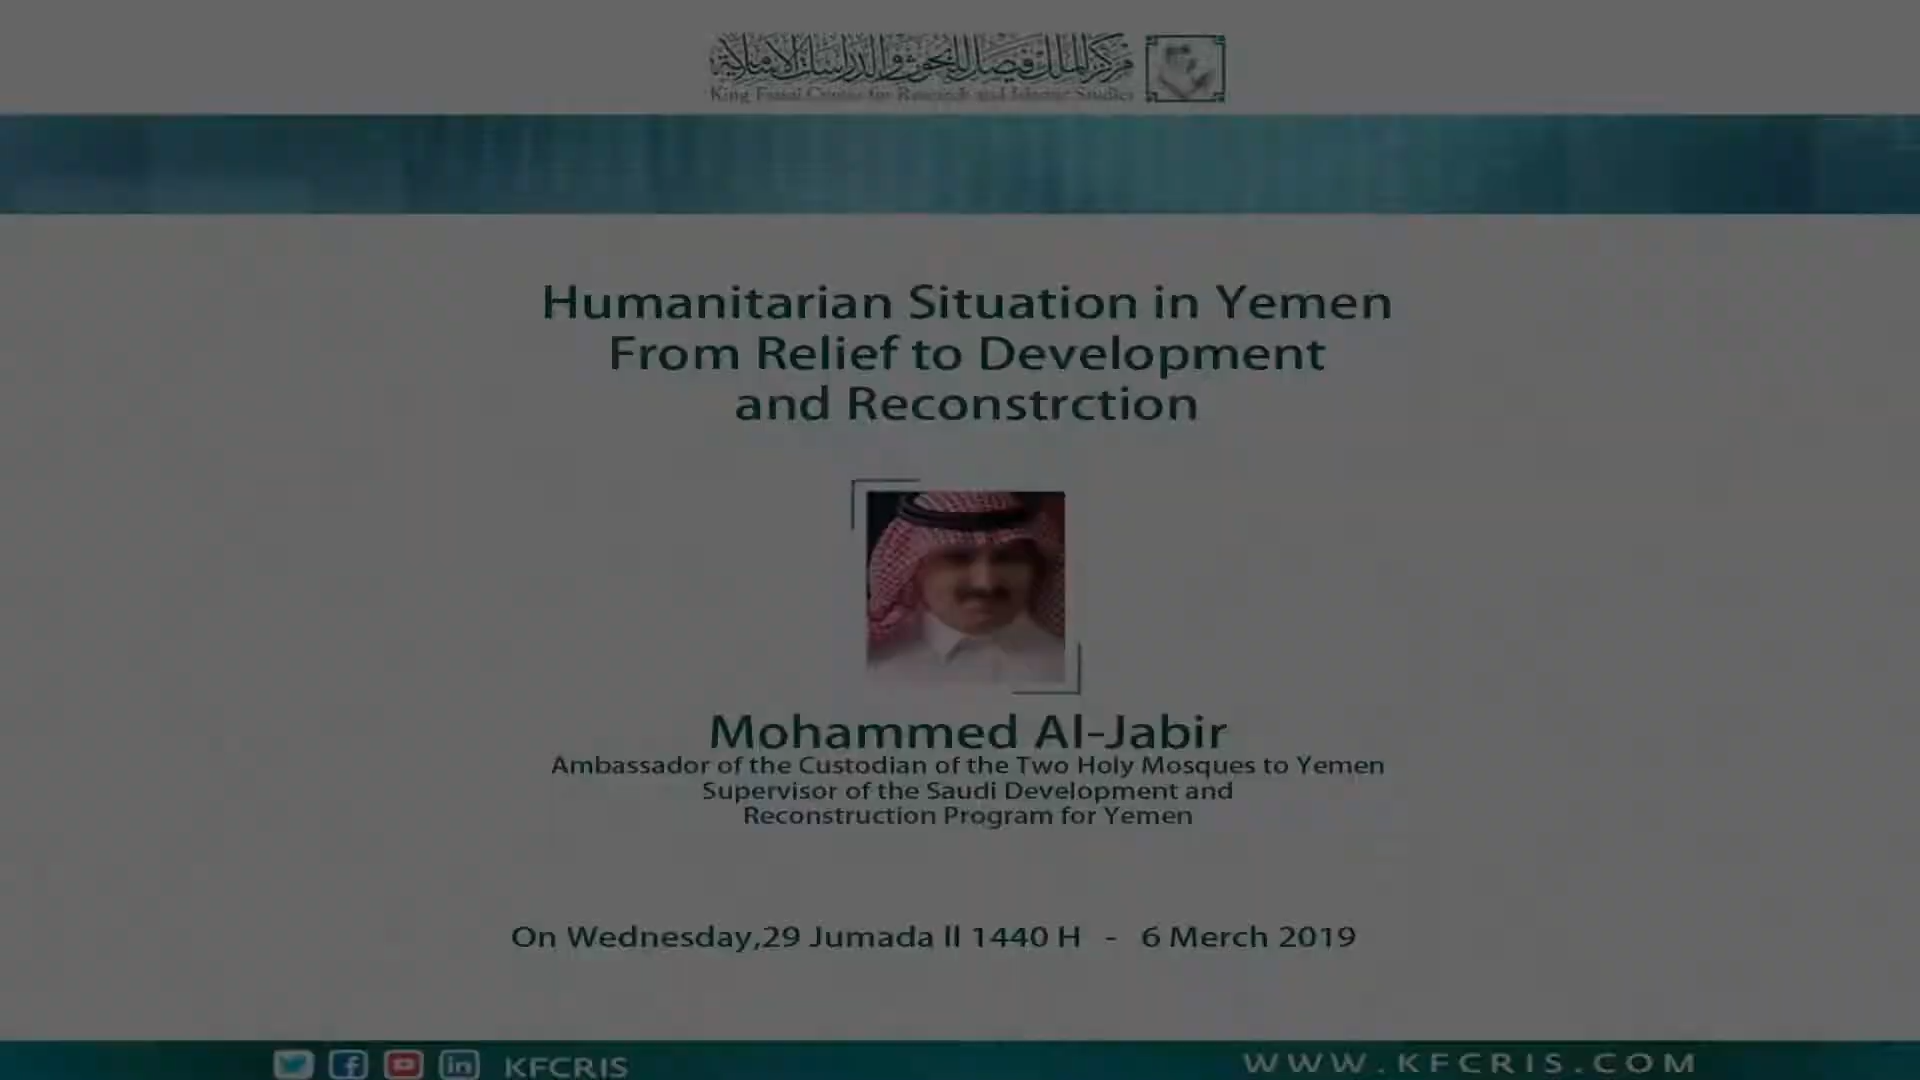 مركز الملك فيصل للبحوث والدراسات الإسلامية
King Faisal Center for Research and Islamic Studies
Humanitarian Situation in Yemen
From Relief to Development
and Reconstrction
Mohammed Al-Jabir
Ambassador of the Custodian of the Two Holy Mosques to Yemen
Supervisor of the Saudi Development and
Reconstruction Program for Yemen
On Wednesday,29 Jumada ll 1440 H - 6 Merch 2019
KFCRIS
WWW.KFCRIS.COM